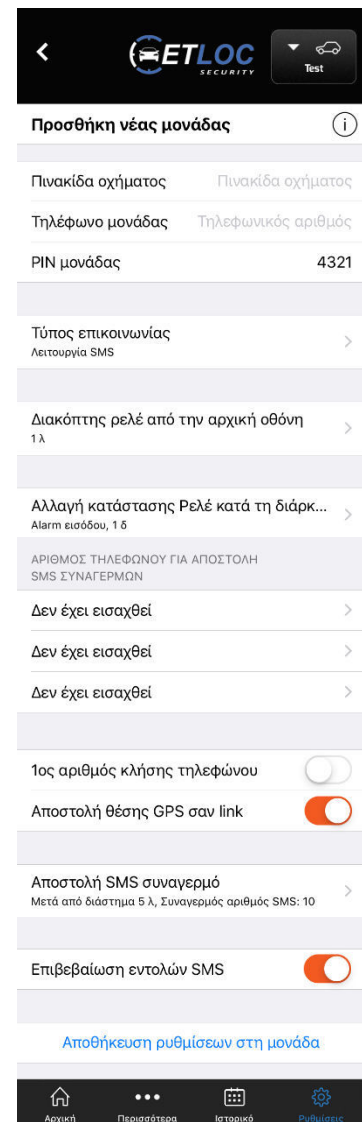 ETLOC
SECURITY
Test
Προσθήκη νέας μονάδας
i
Πινακίδα οχήματος Πινακίδα οχήματος
Τηλέφωνο μονάδας Τηλεφωνικός αριθμός
PIN μονάδας 4321
Τύπος επικοινωνίας
Λειτουργία SMS
Διακόπτης ρελέ από την αρχική οθόνη
1 λ
Αλλαγή κατάστασης Ρελέ κατά τη διάρκ...
Alarm εισόδου, 1 δ
ΑΡΙΘΜΟΣ ΤΗΛΕΦΩΝΟΥ ΓΙΑ ΑΠΟΣΤΟΛΗ
SMS ΣΥΝΑΓΕΡΜΩΝ
Δεν έχει εισαχθεί
Δεν έχει εισαχθεί
Δεν έχει εισαχθεί
1ος αριθμός κλήσης τηλεφώνου
Αποστολή θέσης GPS σαν link
Αποστολή SMS συναγερμό
Μετά από διάστημα 5 λ, Συναγερμός αριθμός SMS: 10
Επιβεβαίωση εντολών SMS
Αποθήκευση ρυθμίσεων στη μονάδα
Αρχική Περισσότερα Ιστορικό Ρυθμίσεις